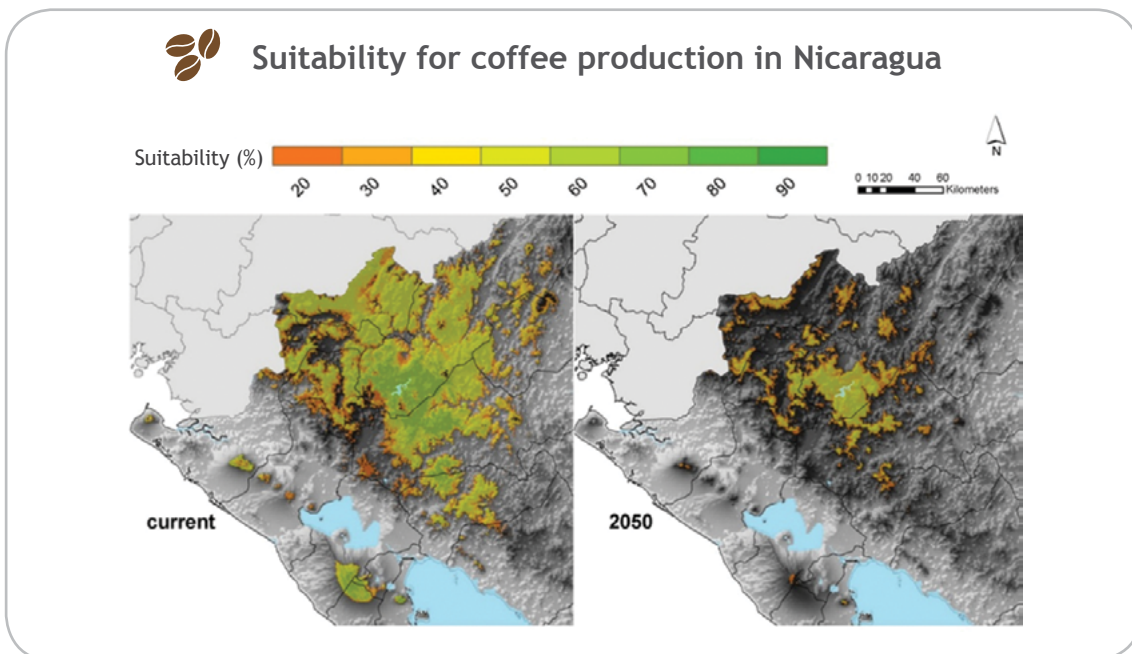 Suitability for coffee production in Nicaragua
Suitability (%)
20 30 40 50 60 70 80 90
N
0 10 20 40 60
Kilometers
current
2050